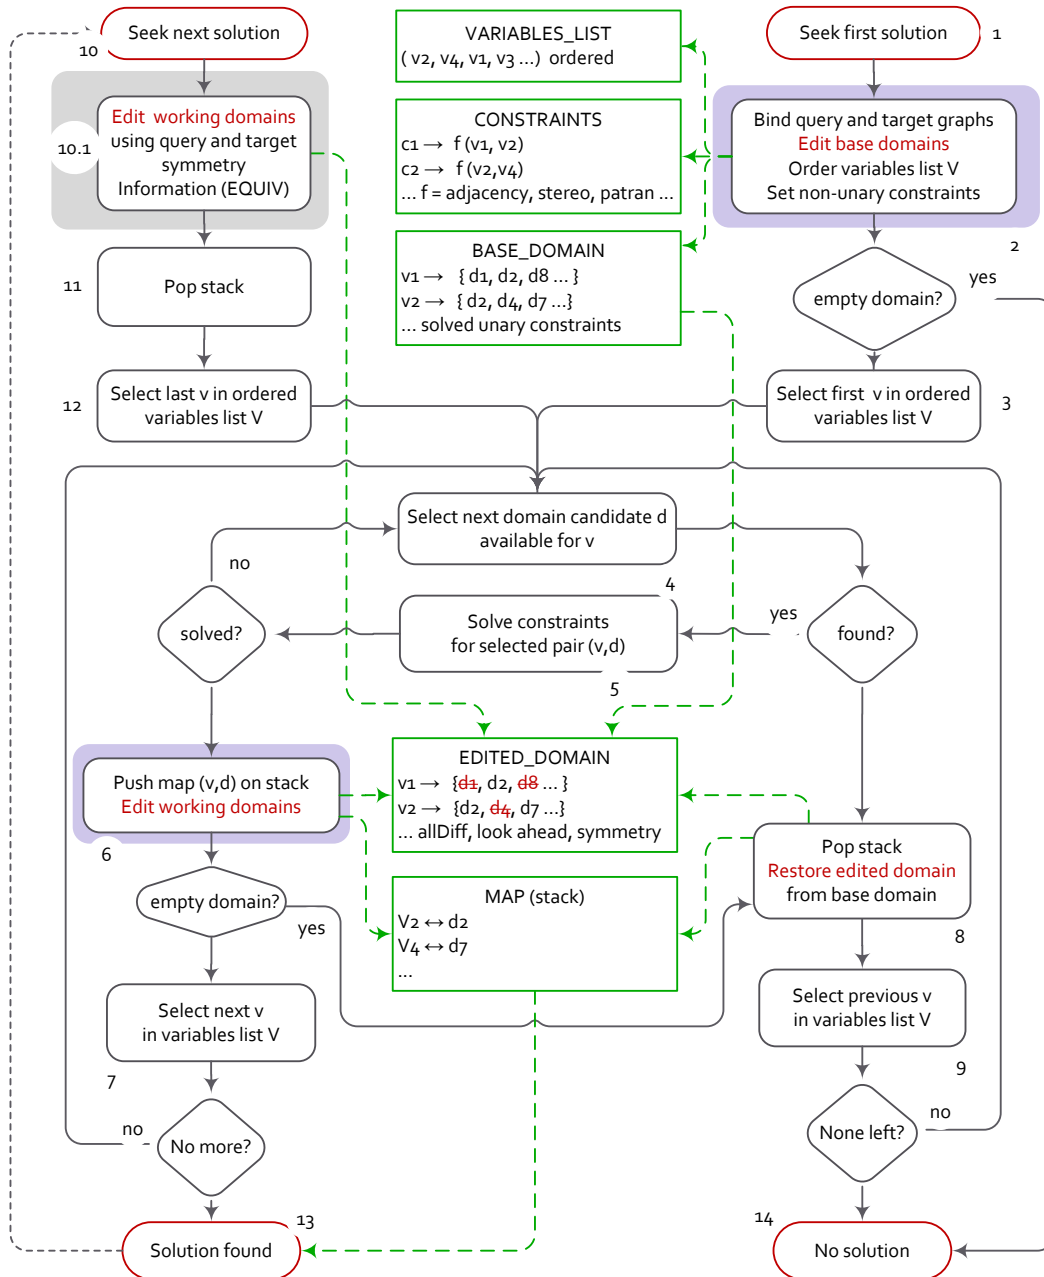 Seek next solution
10
VARIABLES_LIST
( v2, v4, v1, v3 ...) ordered
Seek first solution
1
Edit working domains
using query and target
symmetry
Information (EQUIV)
10.1
CONSTRAINTS
c1 → f (v1, v2)
c2 → f (v2,v4)
... f = adjacency, stereo, patran ...
Bind query and target graphs
Edit base domains
Order variables list V
Set non-unary constraints
2
BASE_DOMAIN
v1 → { d1, d2, d8 ... }
v2 → { d2, d4, d7 ...}
... solved unary constraints
Pop stack
11
empty domain?
yes
Select last v in ordered
variables list V
12
Select first v in ordered
variables list V
3
Select next domain candidate d
available for v
4
no
solved?
Solve constraints
for selected pair (v,d)
5
yes
found?
Push map (v,d) on stack
Edit working domains
6
EDITED_DOMAIN
v1 → {d1, d2, d8 ... }
v2 → {d2, d4, d7 ...}
... allDiff, look ahead, symmetry
Pop stack
Restore edited domain
from base domain
8
empty domain?
yes
MAP (stack)
V2 ↔ d2
V4 ↔ d7
...
Select next v
in variables list V
7
Select previous v
in variables list V
9
no
No more?
None left?
no
13
Solution found
14
No solution